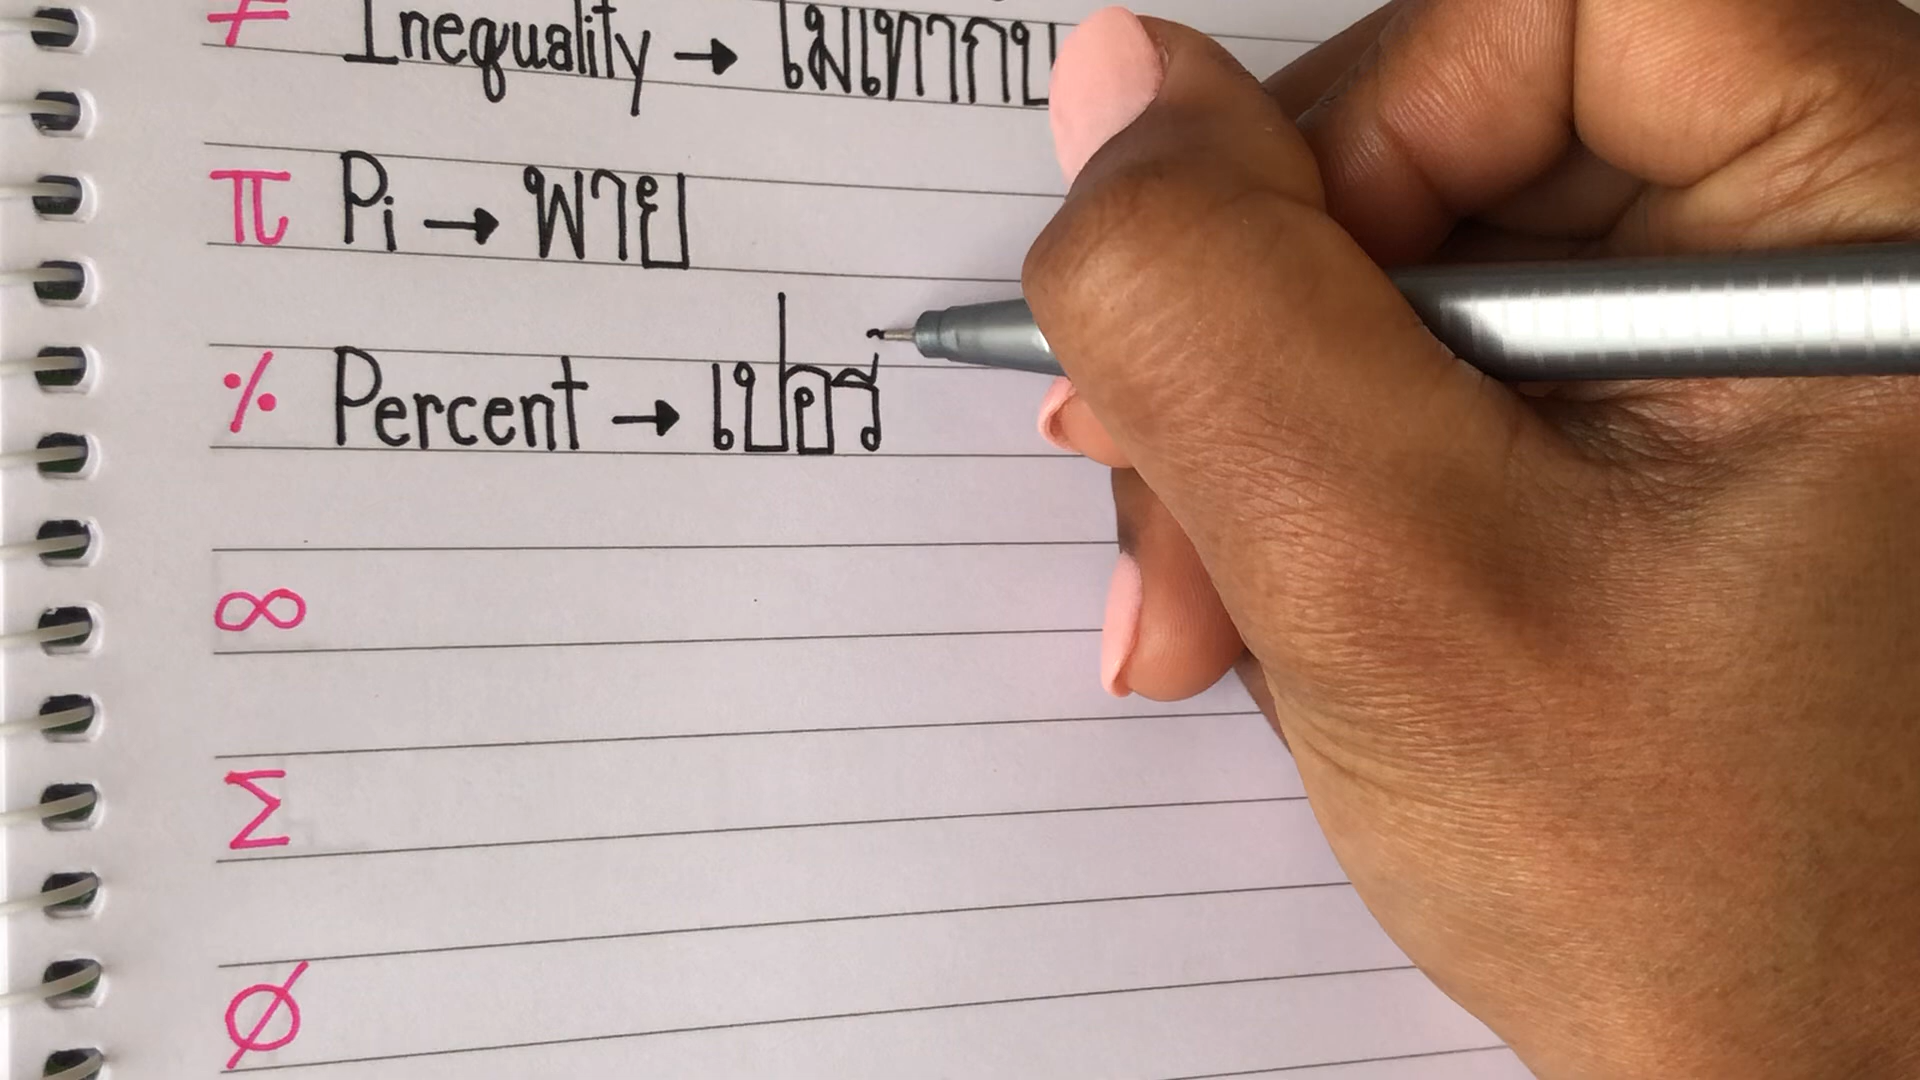 ≠ Inequality → ไม่เท่ากับ
π Pi → พาย
% Percent → เปอร
∞
Σ
∅